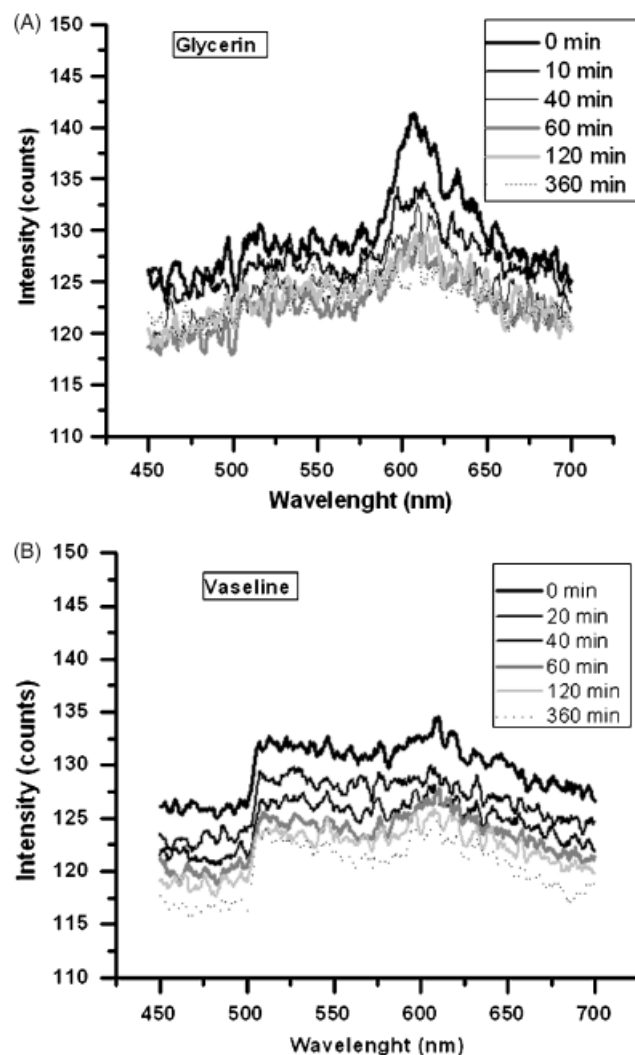 (A)
Glycerin
0 min
10 min
40 min
60 min
120 min
360 min
Intensity (counts)
150
145
140
135
130
125
120
115
110
450 500 550 600 650 700
Wavelenght (nm)
(B)
Vaseline
0 min
20 min
40 min
60 min
120 min
360 min
Intensity (counts)
150
145
140
135
130
125
120
115
110
450 500 550 600 650 700
Wavelenght (nm)